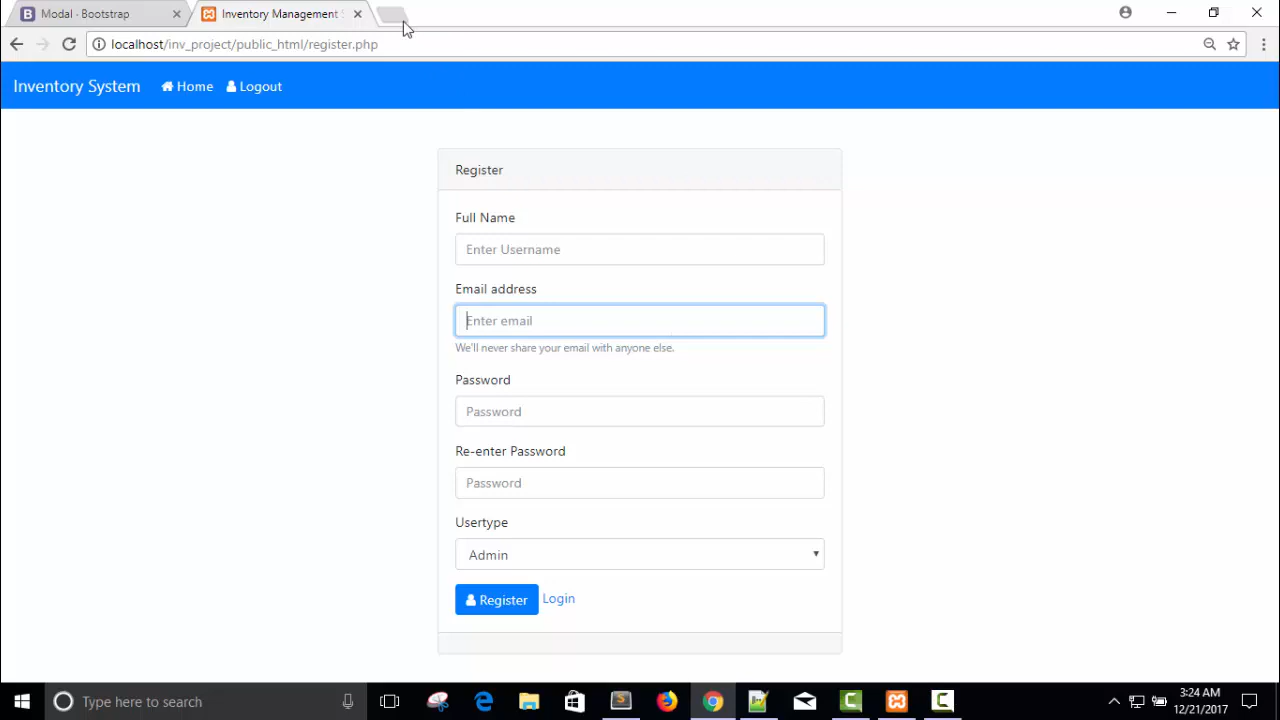 Modal - Bootstrap
Inventory Management S
localhost/inv_project/public_html/register.php
Inventory System Home Logout
Register
Full Name
Enter Username
Email address
Enter email
We'll never share your email with anyone else.
Password
Password
Re-enter Password
Password
Usertype
Admin
Register Login
Type here to search
3:24 AM
12/21/2017